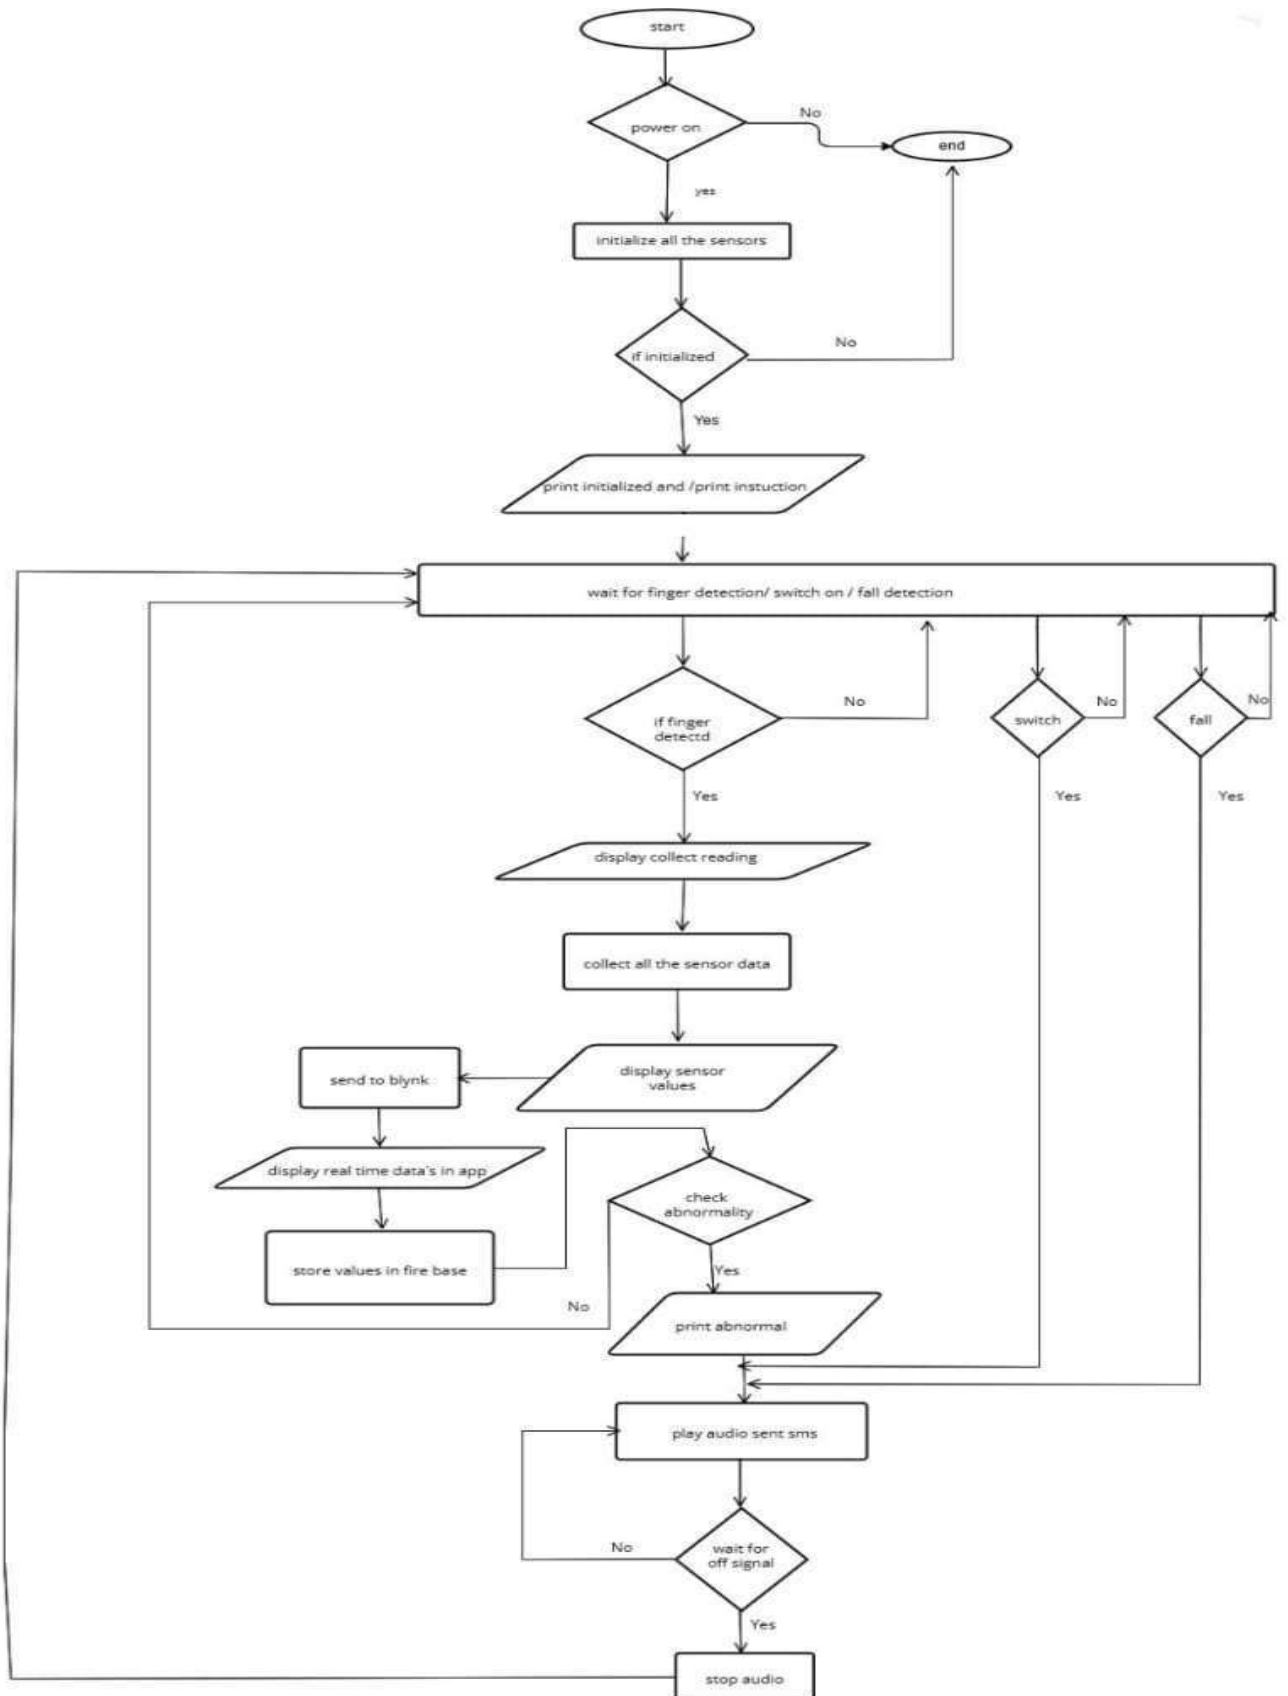 start
power on
No
end
yes
initialize all the sensors
if initialized
No
Yes
print initialized and /print instuction
wait for finger detection/ switch on / fall detection
if finger
detectd
No
switch
No
fall
No
Yes
Yes
Yes
display collect reading
collect all the sensor data
display sensor
values
send to blynk
display real time data's in app
store values in fire base
check
abnormality
No
Yes
print abnormal
play audio sent sms
wait for
off signal
No
Yes
stop audio